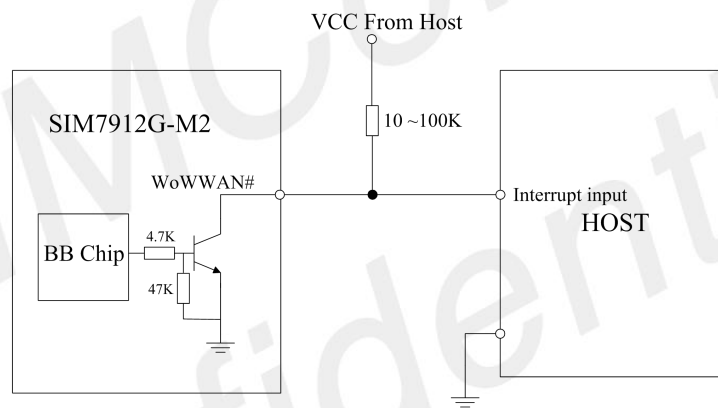 VCC From Host
SIM7912G-M2
10 ~100K
WoWWAN#
Interrupt input
HOST
BB Chip
4.7K
47K